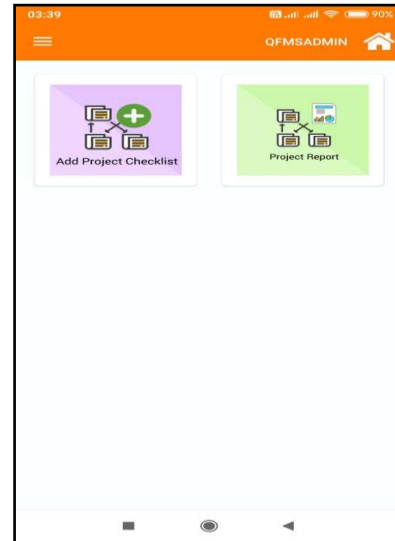 03:39
90%
QFMSADMIN
Add Project Checklist
Project Report